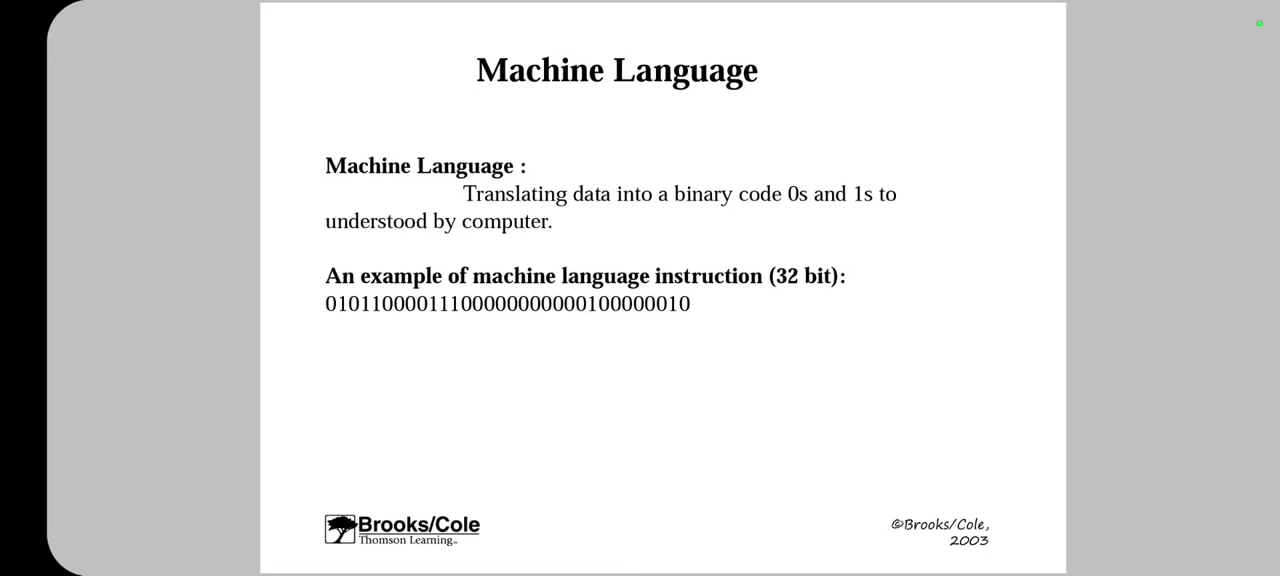 Machine Language
Machine Language :
Translating data into a binary code 0s and 1s to
understood by computer.
An example of machine language instruction (32 bit):
01011000011100000000000100000010
Brooks/Cole
Thomson Learning™
©Brooks/Cole,
2003